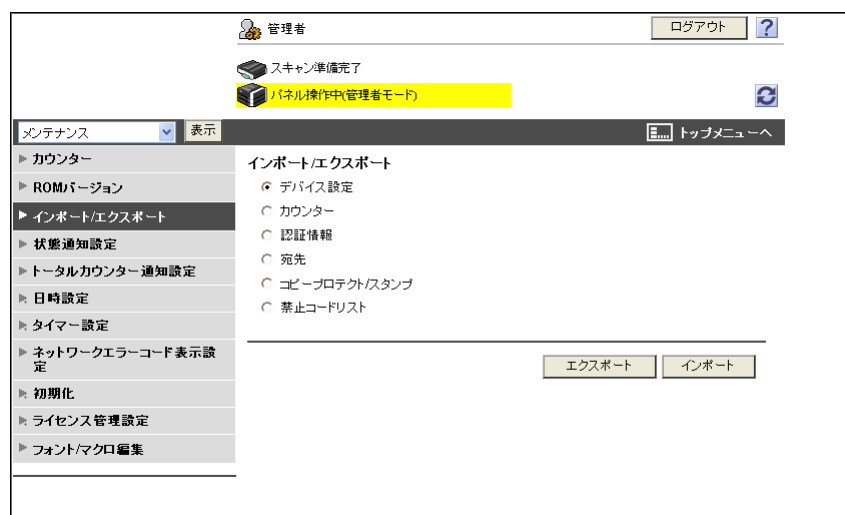 管理者
ログアウト
?
スキャン準備完了
パネル操作中(管理者モード)
メンテナンス
表示
トップメニューへ
カウンター
ROMバージョン
インポート/エクスポート
状態通知設定
トータルカウンター通知設定
日時設定
タイマー設定
ネットワークエラーコード表示設
定
初期化
ライセンス管理設定
フォント/マクロ編集
インポート/エクスポート
デバイス設定
カウンター
認証情報
宛先
コピープロテクト/スタンプ
禁止コードリスト
エクスポート
インポート